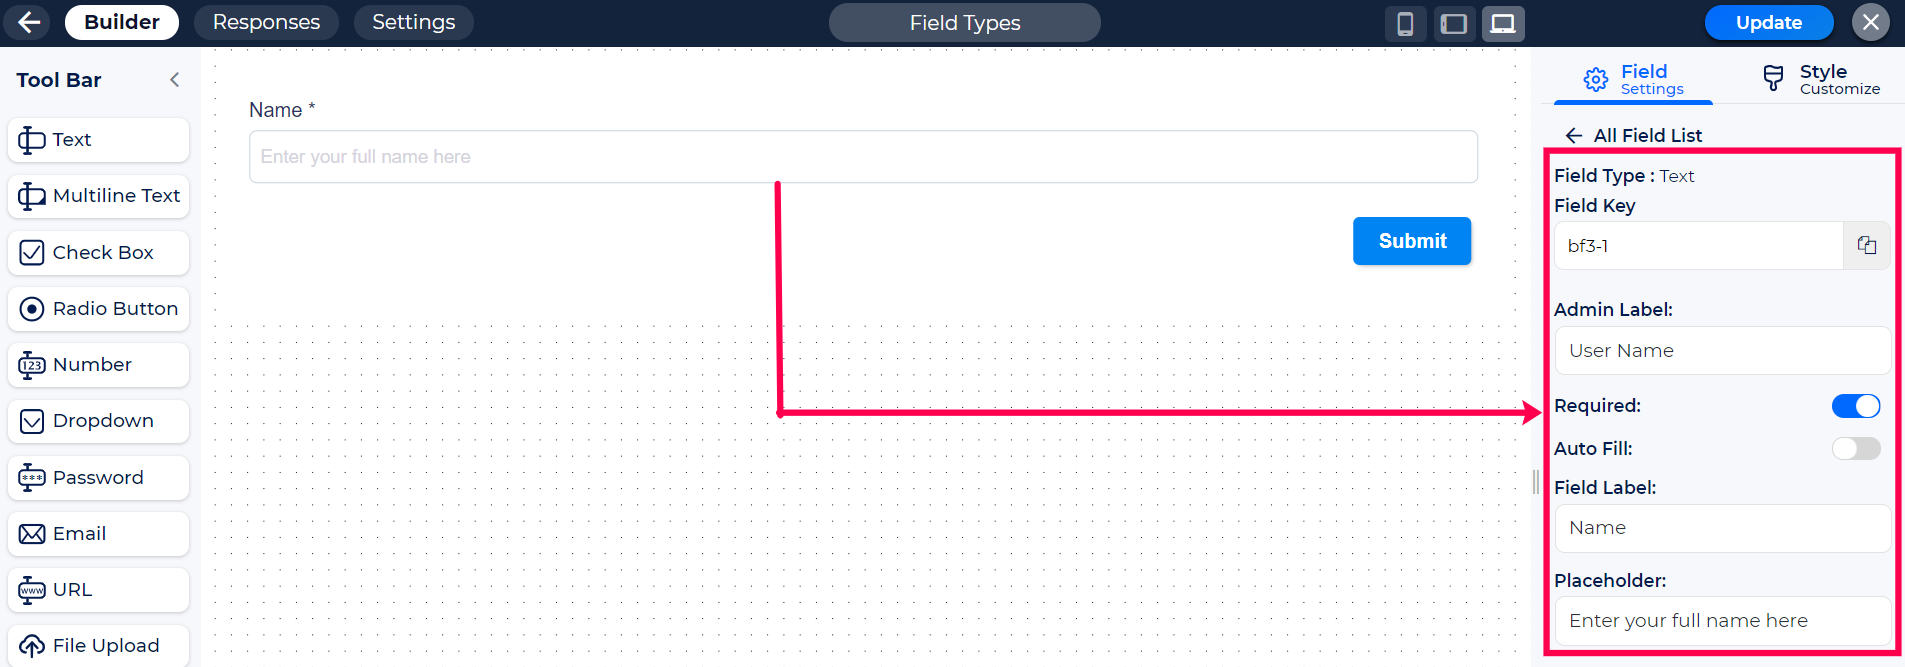 Builder Responses Settings Field Types Update
Tool Bar
Text
Multiline Text
Check Box
Radio Button
123 Number
Dropdown
*** Password
Email
www URL
File Upload
Name *
Enter your full name here
Submit
Field Settings
Style Customize
All Field List
Field Type : Text
Field Key
bf3-1
Admin Label:
User Name
Required:
Auto Fill:
Field Label:
Name
Placeholder:
Enter your full name here